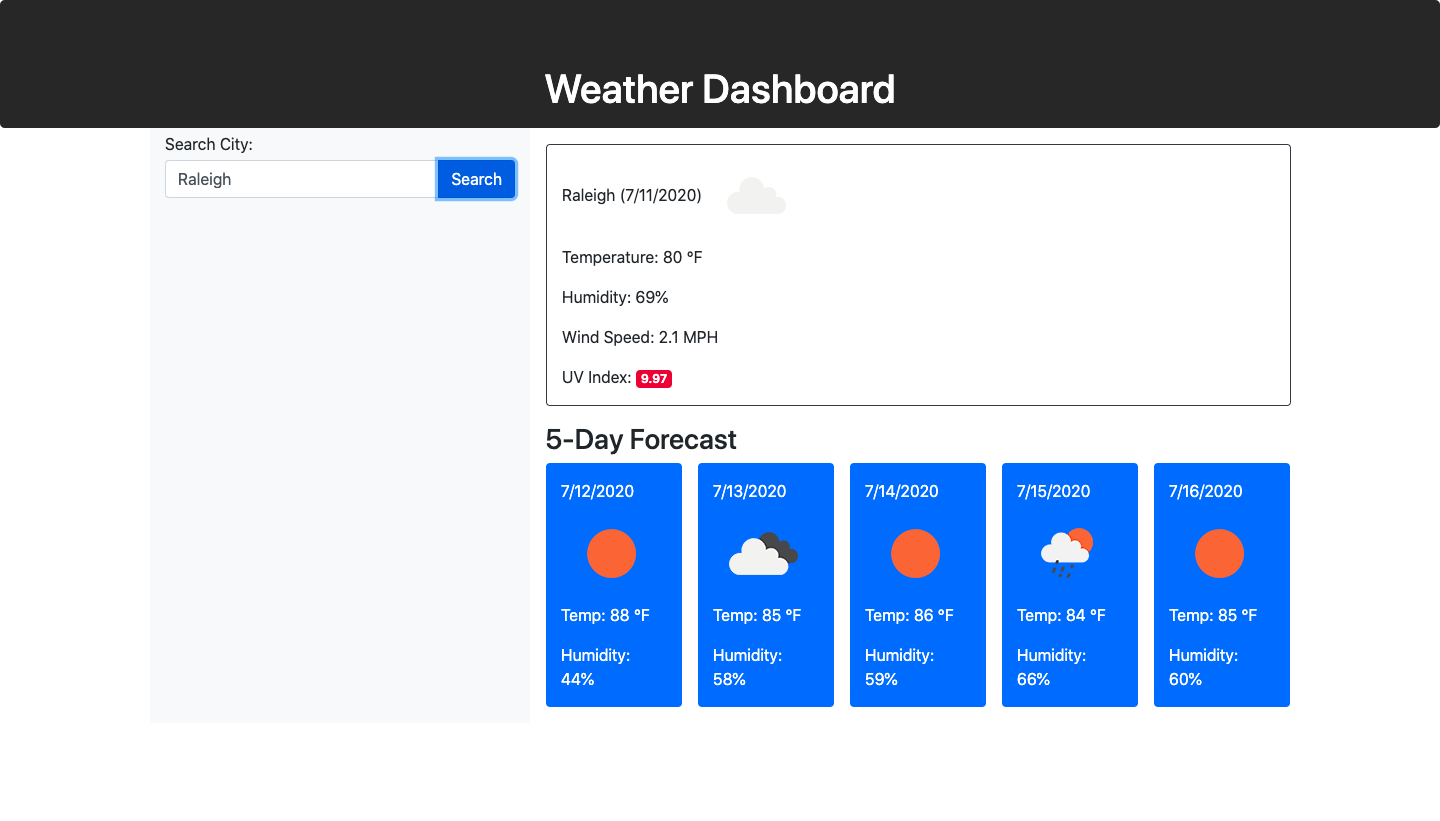 Weather Dashboard
Search City:
Raleigh
Search
Raleigh (7/11/2020)
Temperature: 80 °F
Humidity: 69%
Wind Speed: 2.1 MPH
UV Index: 9.97
5-Day Forecast
7/12/2020
Temp: 88 °F
Humidity:
44%
7/13/2020
Temp: 85 °F
Humidity:
58%
7/14/2020
Temp: 86 °F
Humidity:
59%
7/15/2020
Temp: 84 °F
Humidity:
66%
7/16/2020
Temp: 85 °F
Humidity:
60%